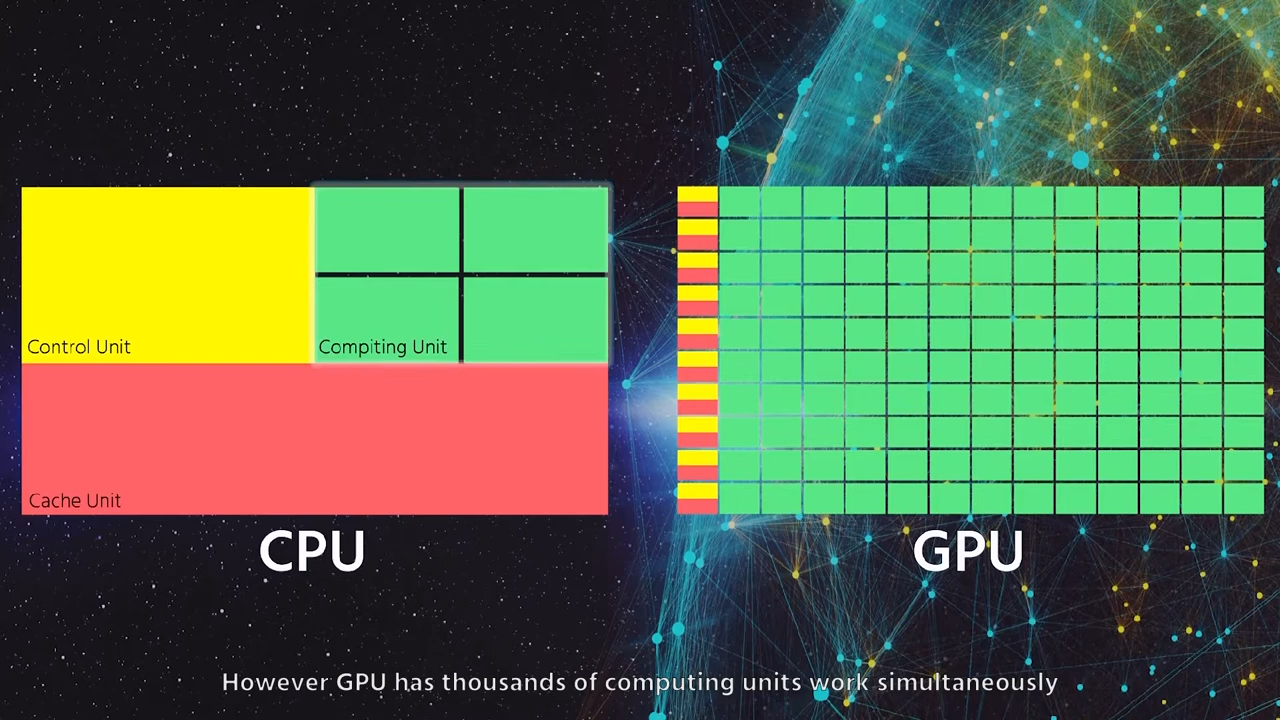 Control Unit
Compiting Unit
Cache Unit
CPU
GPU
However GPU has thousands of computing units work simultaneously